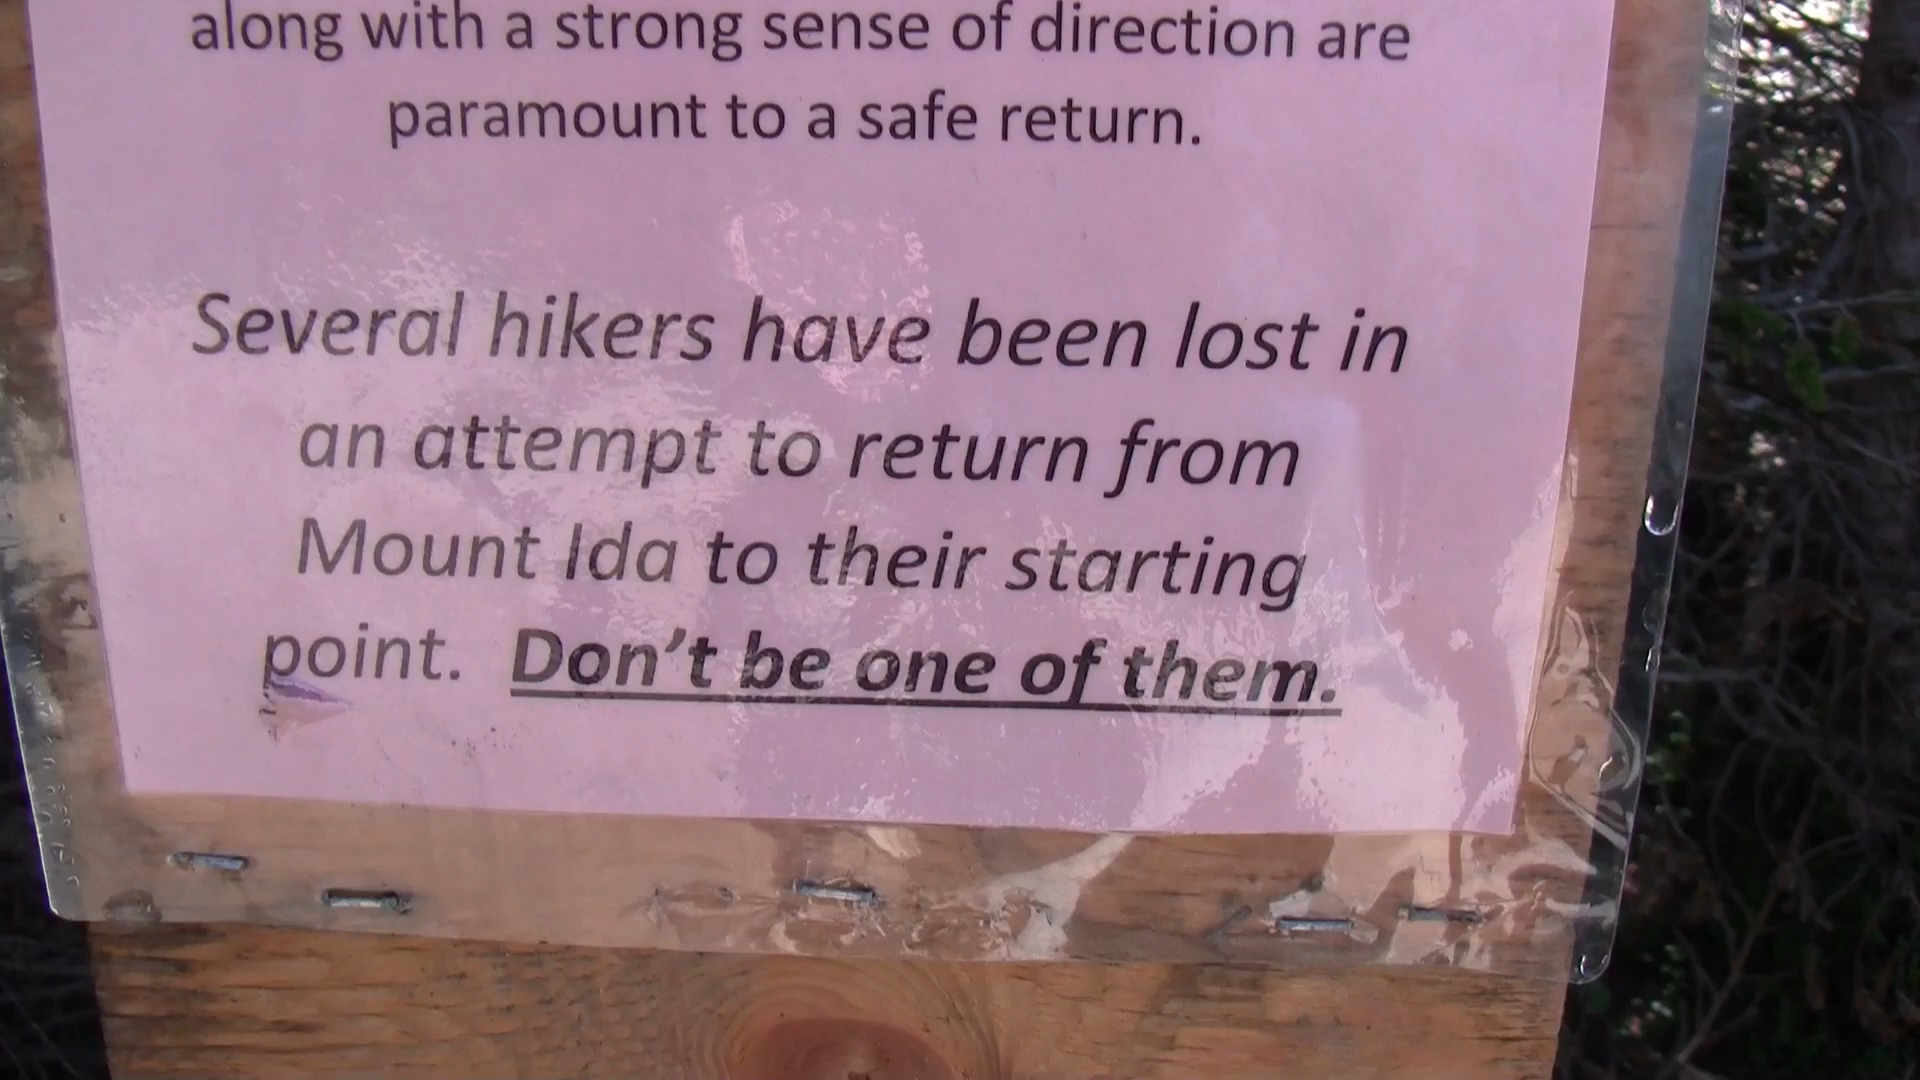 along with a strong sense of direction are
paramount to a safe return.
Several hikers have been lost in
an attempt to return from
Mount Ida to their starting
point. Don't be one of them.